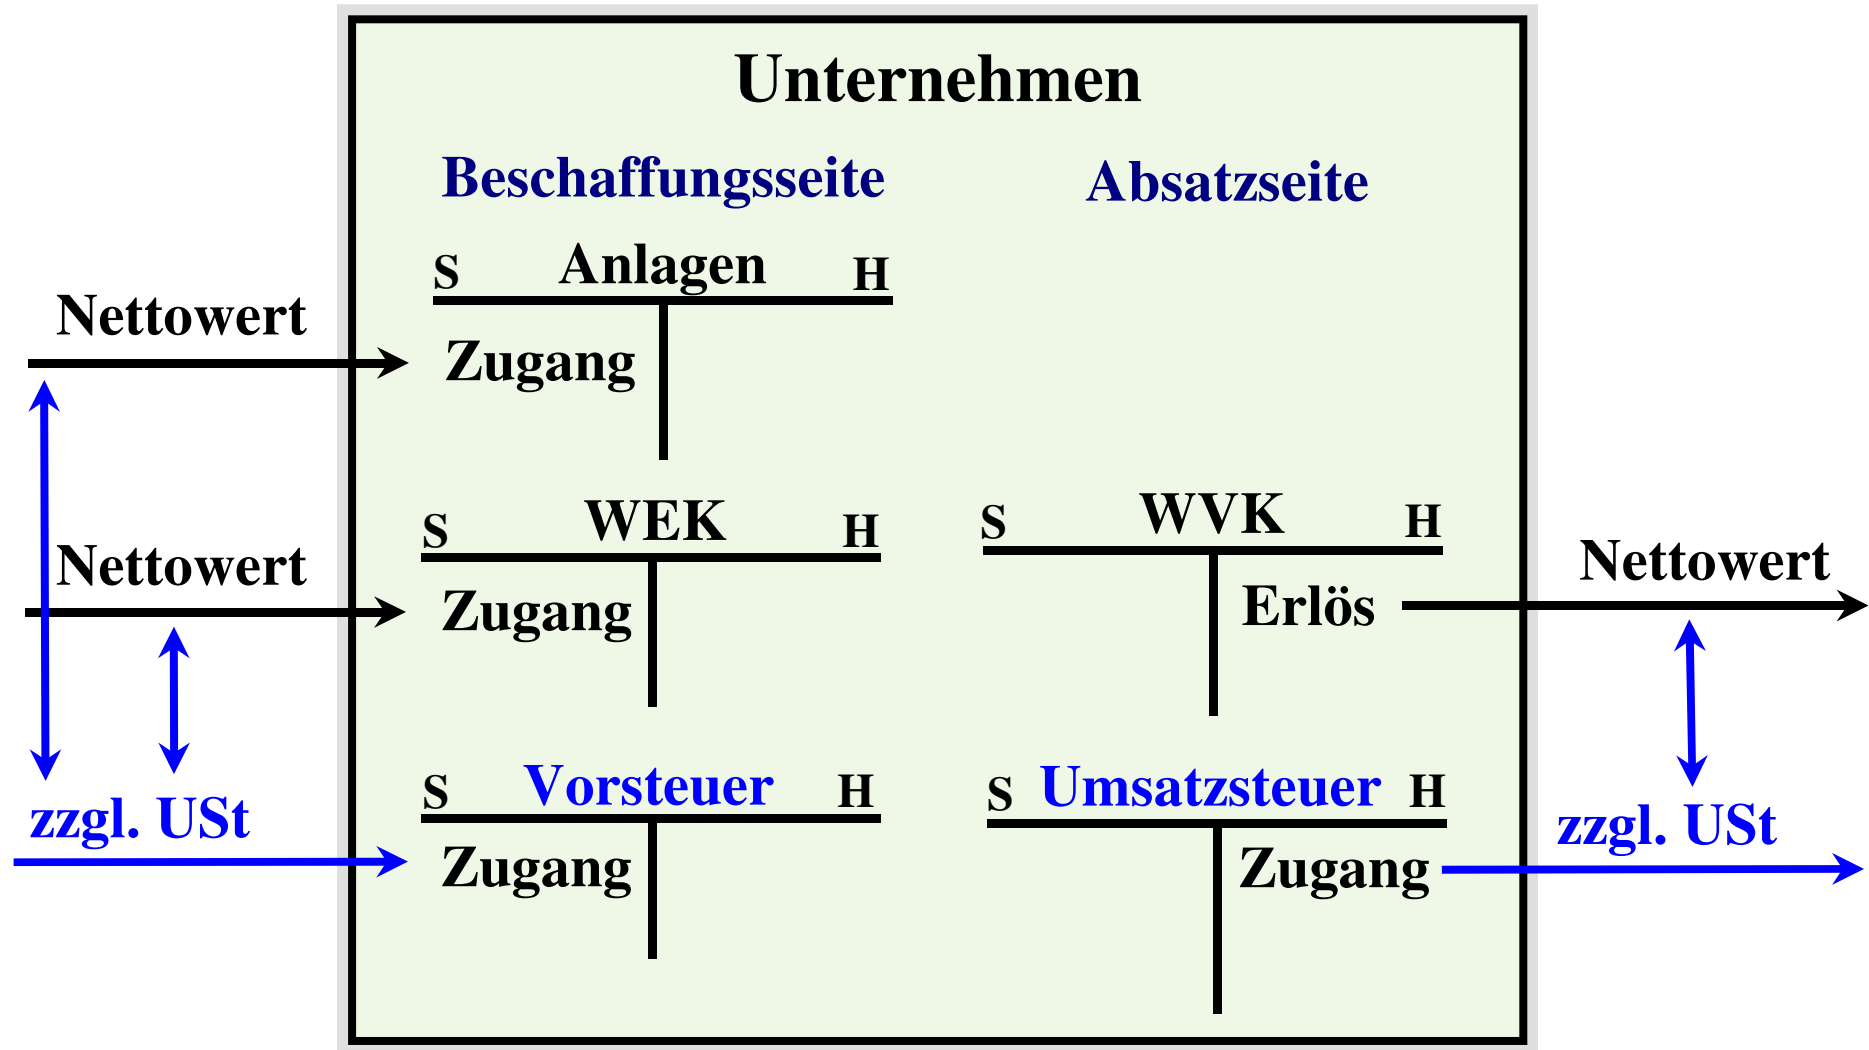 Unternehmen
Beschaffungsseite
Absatzseite
S Anlagen H
Nettowert
Zugang
S WEK H
S WVK H
Nettowert
Zugang
Erlös
Nettowert
S Vorsteuer H
S Umsatzsteuer H
zzgl. USt
Zugang
Zugang
zzgl. USt